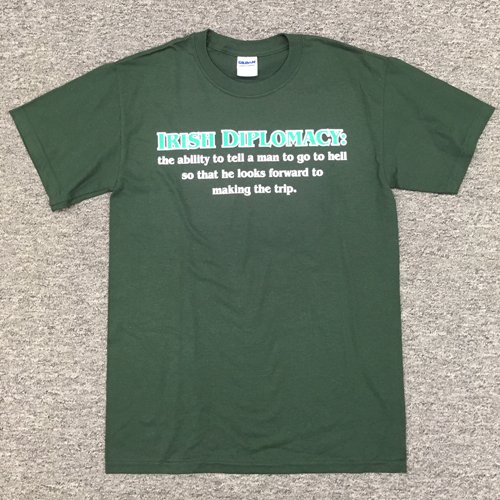 GILDAN
IRISH DIPLOMACY:
the ability to tell a man to go to hell
so that he looks forward to
making the trip.